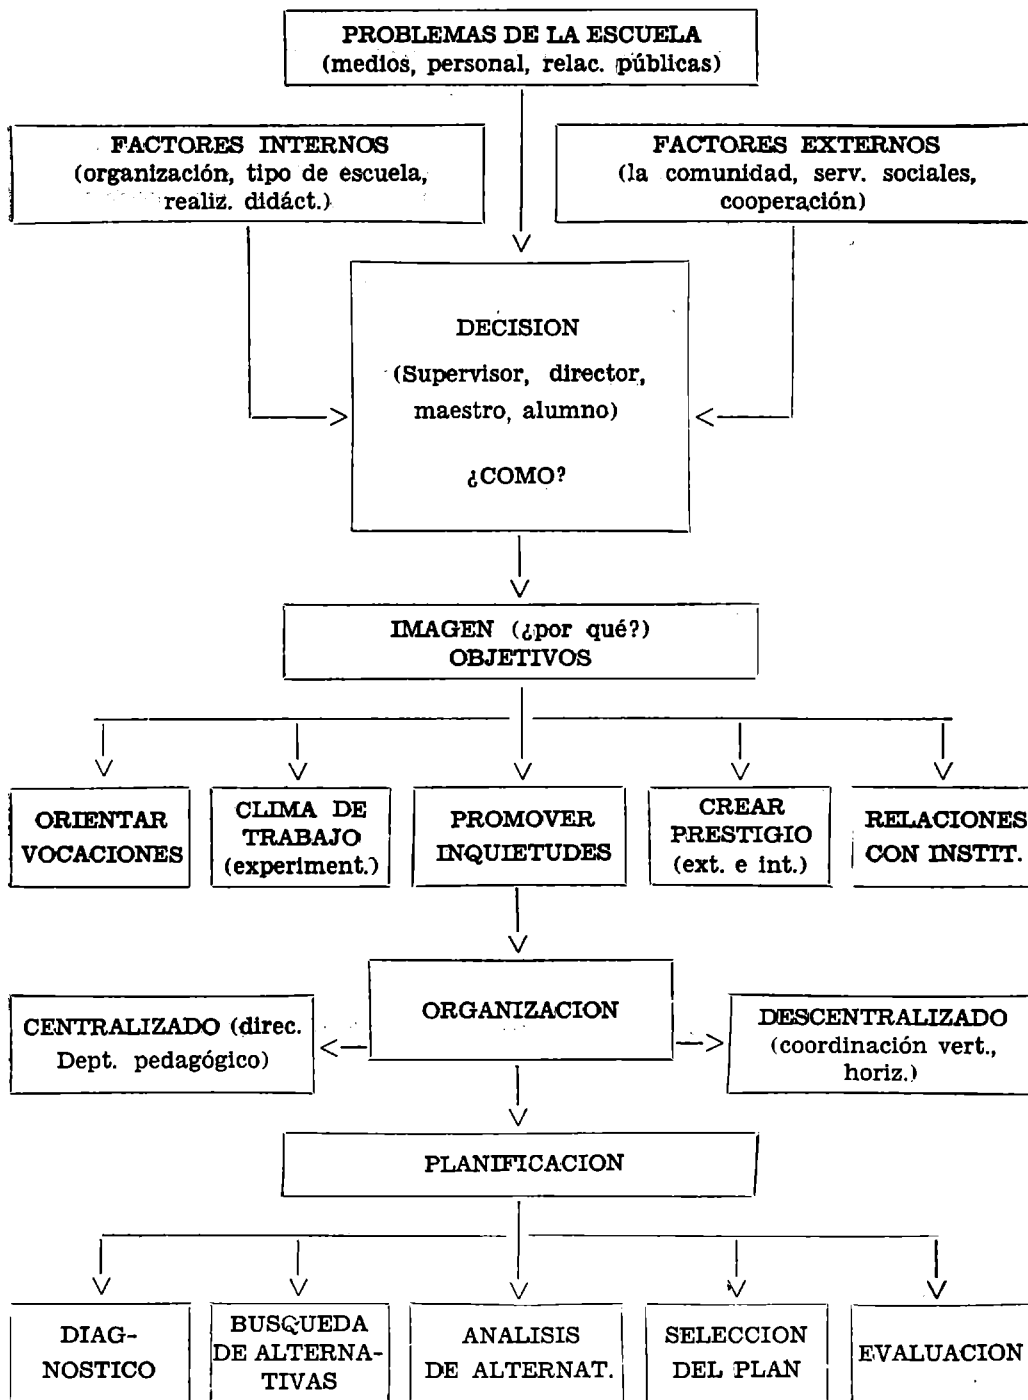 PROBLEMAS DE LA ESCUELA
(medios, personal, relac. públicas)
FACTORES INTERNOS
(organización, tipo de escuela,
realiz. didáct.)
FACTORES EXTERNOS
(la comunidad, serv. sociales,
cooperación)
DECISION
(Supervisor, director,
maestro, alumno)
¿COMO?
IMAGEN (¿por qué?)
OBJETIVOS
ORIENTAR
VOCACIONES
CLIMA DE
TRABAJO
(experiment.)
PROMOVER
INQUIETUDES
CREAR
PRESTIGIO
(ext. e int.)
RELACIONES
CON INSTIT.
ORGANIZACION
CENTRALIZADO (direc.
Dept. pedagógico)
DESCENTRALIZADO
(coordinación vert.,
horiz.)
PLANIFICACION
DIAG-
NOSTICO
BUSQUEDA
DE ALTERNA-
TIVAS
ANALISIS
DE ALTERNAT.
SELECCION
DEL PLAN
EVALUACION